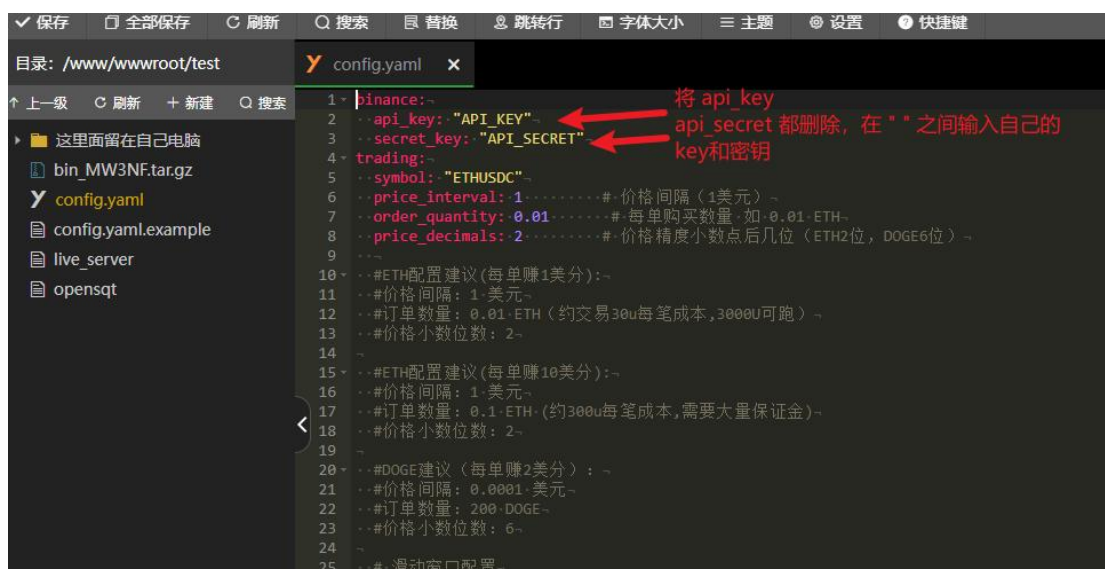 保存 全部保存 刷新 搜索 替换 跳转行 字体大小 主题 设置 快捷键
目录: /www/wwwroot/test
config.yaml
上一级 刷新 新建 搜索
这里面留在自己电脑
bin_MW3NF.tar.gz
config.yaml
config.yaml.example
live_server
opensqt
1 binance:
2 api_key: "API_KEY"
3 secret_key: "API_SECRET"
4 trading:
5 symbol: "ETHUSDC"
6 price_interval: 1 # 价格间隔（1美元）
7 order_quantity: 0.01 # 每单购买数量 如 0.01 ETH
8 price_decimals: 2 # 价格精度小数点后几位（ETH2位，DOGE6位）
9
10 #ETH配置建议(每单赚1美分):
11 #价格间隔: 1 美元
12 #订单数量: 0.01 ETH（约交易30u每笔成本,3000U可跑）
13 #价格小数位数: 2
14
15 #ETH配置建议(每单赚10美分):
16 #价格间隔: 1 美元
17 #订单数量: 0.1 ETH (约300u每笔成本,需要大量保证金)
18 #价格小数位数: 2
19
20 #DOGE建议（每单赚2美分）:
21 #价格间隔: 0.0001 美元
22 #订单数量: 200 DOGE
23 #价格小数位数: 6
24
25 # 滑动窗口配置
将 api_key
api_secret 都删除，在 " " 之间输入自己的
key和密钥